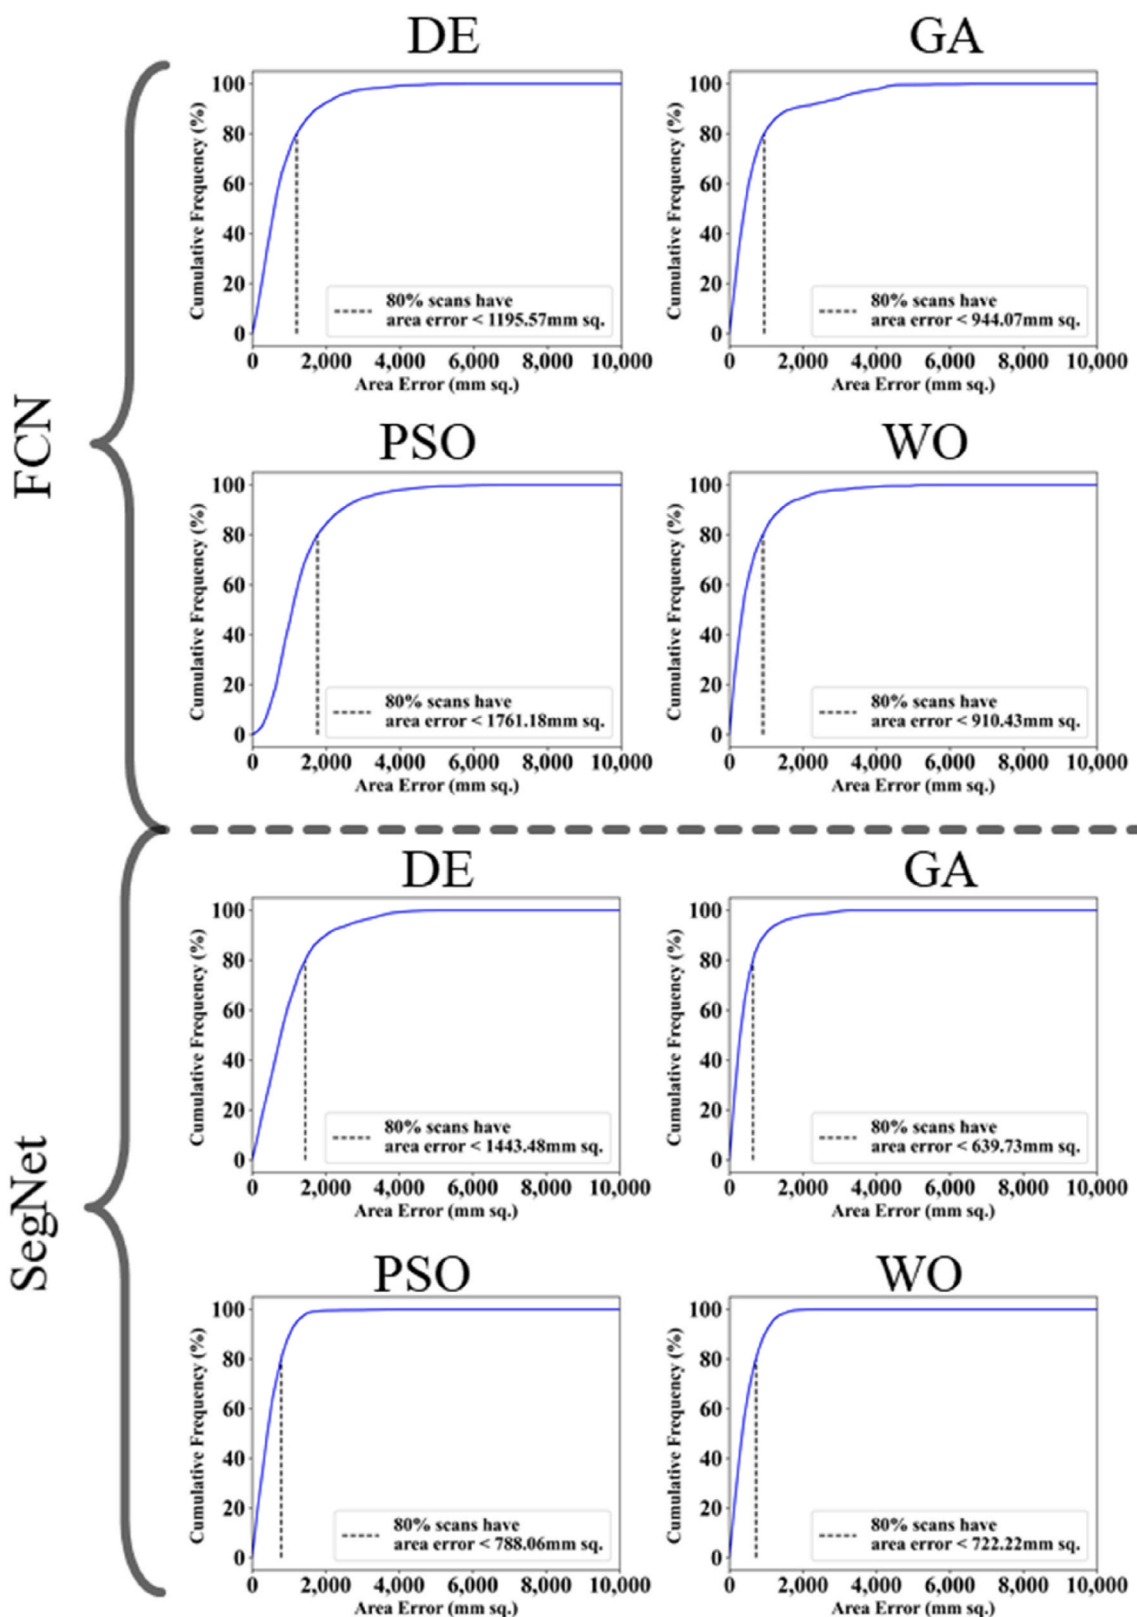 FCN
DE
100
80
60
40
20
0
Cumulative Frequency (%)
80% scans have
area error < 1195.57mm sq.
0 2,000 4,000 6,000 8,000 10,000
Area Error (mm sq.)
GA
100
80
60
40
20
0
Cumulative Frequency (%)
80% scans have
area error < 944.07mm sq.
0 2,000 4,000 6,000 8,000 10,000
Area Error (mm sq.)
PSO
100
80
60
40
20
0
Cumulative Frequency (%)
80% scans have
area error < 1761.18mm sq.
0 2,000 4,000 6,000 8,000 10,000
Area Error (mm sq.)
WO
100
80
60
40
20
0
Cumulative Frequency (%)
80% scans have
area error < 910.43mm sq.
0 2,000 4,000 6,000 8,000 10,000
Area Error (mm sq.)
SegNet
DE
100
80
60
40
20
0
Cumulative Frequency (%)
80% scans have
area error < 1443.48mm sq.
0 2,000 4,000 6,000 8,000 10,000
Area Error (mm sq.)
GA
100
80
60
40
20
0
Cumulative Frequency (%)
80% scans have
area error < 639.73mm sq.
0 2,000 4,000 6,000 8,000 10,000
Area Error (mm sq.)
PSO
100
80
60
40
20
0
Cumulative Frequency (%)
80% scans have
area error < 788.06mm sq.
0 2,000 4,000 6,000 8,000 10,000
Area Error (mm sq.)
WO
100
80
60
40
20
0
Cumulative Frequency (%)
80% scans have
area error < 722.22mm sq.
0 2,000 4,000 6,000 8,000 10,000
Area Error (mm sq.)